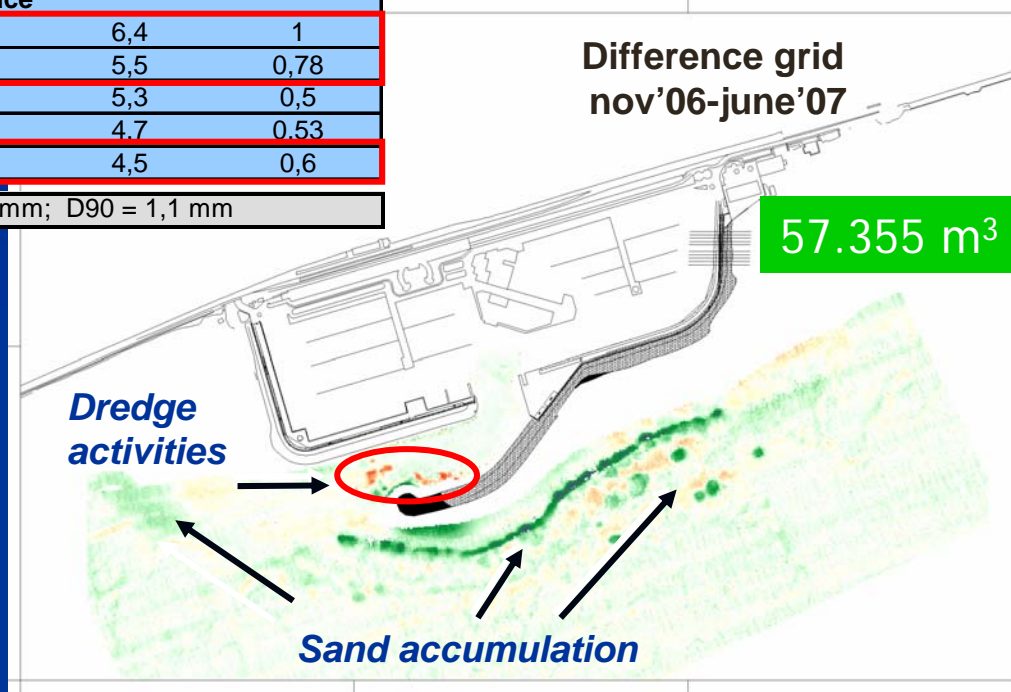 6,4 1
5,5 0,78
5,3 0,5
4.7 0.53
4,5 0,6
mm; D90 = 1,1 mm
Difference grid
nov'06-june'07
57.355 m³
Dredge
activities
Sand accumulation